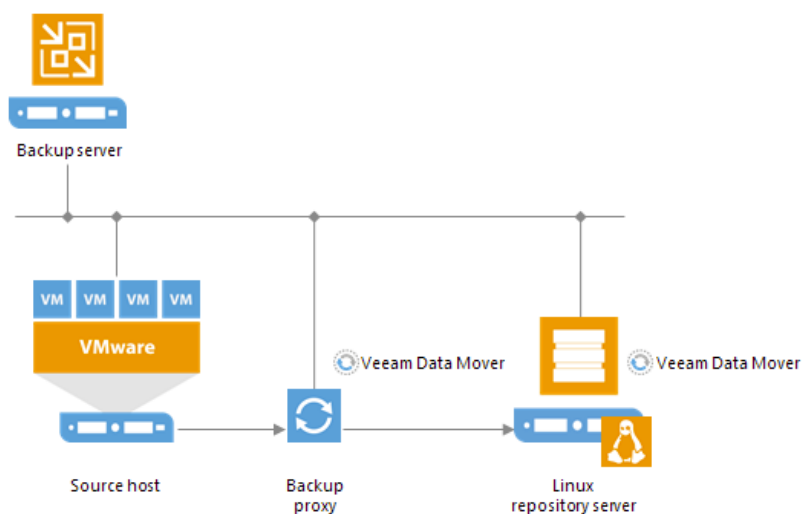 Backup server
VM VM VM VM
VMware
Veeam Data Mover
Veeam Data Mover
Source host
Backup
proxy
Linux
repository server